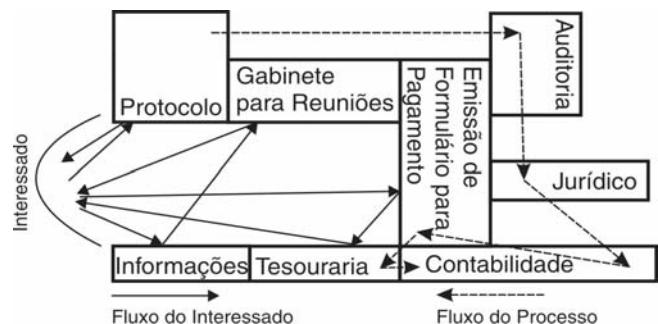 Protocolo
Gabinete
para Reuniões
Emissão de
Formulário para
Pagamento
Auditoria
Interessado
Jurídico
Informações
Tesouraria
Contabilidade
Fluxo do Interessado
Fluxo do Processo